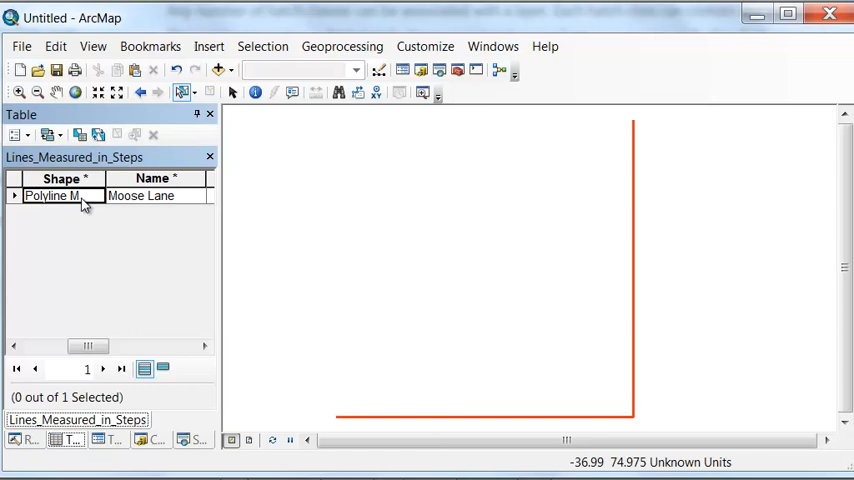 Untitled - ArcMap
File Edit View Bookmarks Insert Selection Geoprocessing Customize Windows Help
Table
Lines_Measured_in_Steps
Shape * Name *
Polyline M Moose Lane
1
(0 out of 1 Selected)
Lines_Measured_in_Steps
R... T... T... C... S...
-36.99 74.975 Unknown Units